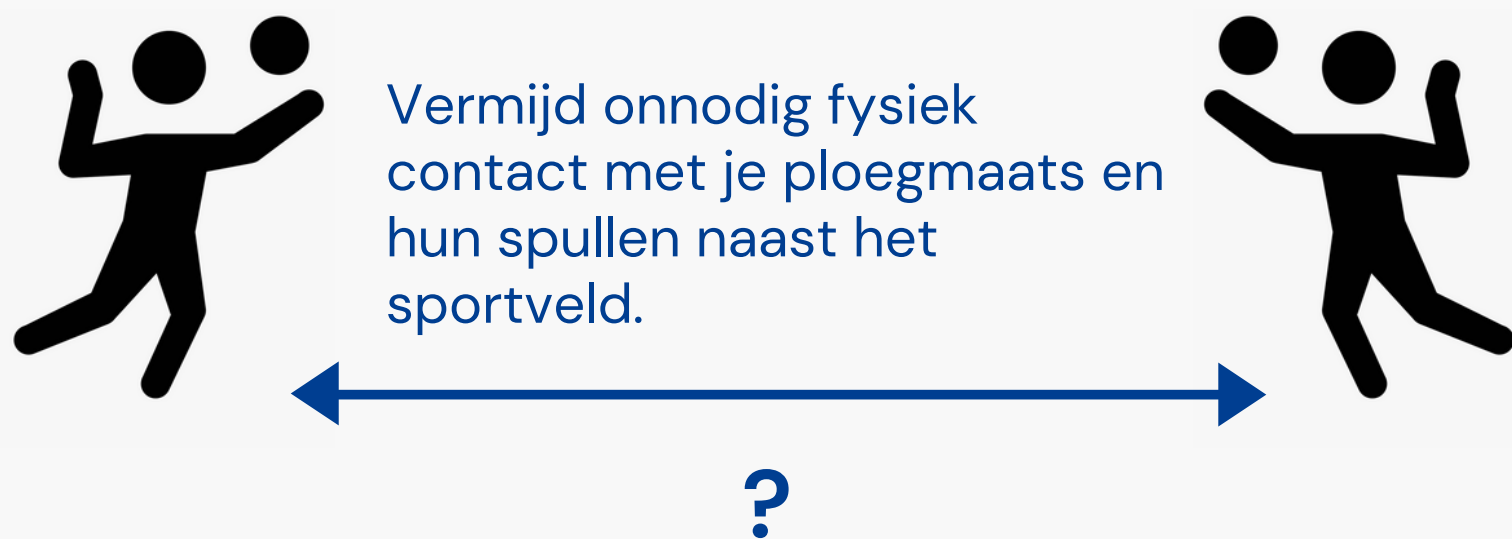 Vermijd onnodig fysiek
contact met je ploegmaats en
hun spullen naast het
sportveld.
?